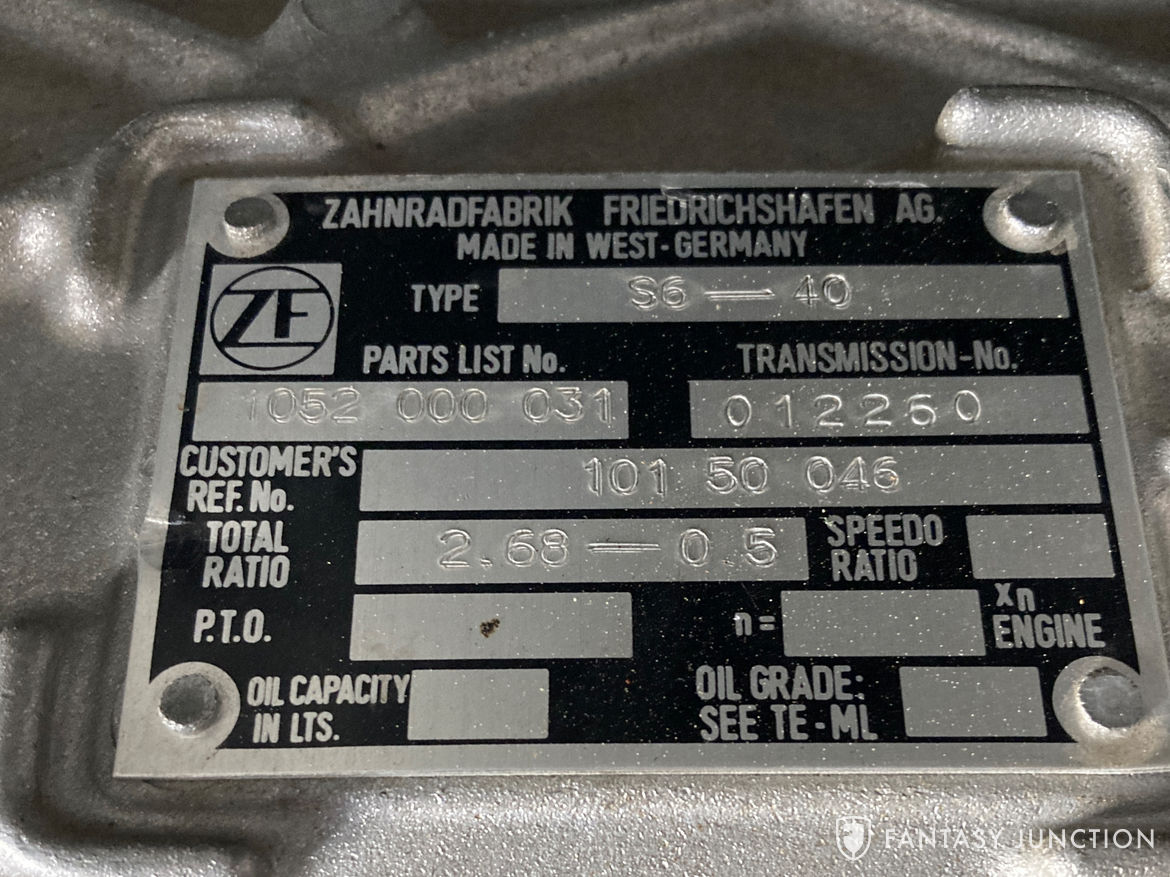 ZAHNRADFABRIK FRIEDRICHSHAFEN AG.
MADE IN WEST-GERMANY
ZF
TYPE S6 — 40
PARTS LIST No. TRANSMISSION-No.
1052 000 031 012260
CUSTOMER'S REF. No. 101 50 046
TOTAL RATIO 2.68 — 0.5 SPEEDO RATIO
P.T.O. n= xn ENGINE
OIL CAPACITY IN LTS. OIL GRADE: SEE TE-ML
FANTASY JUNCTION